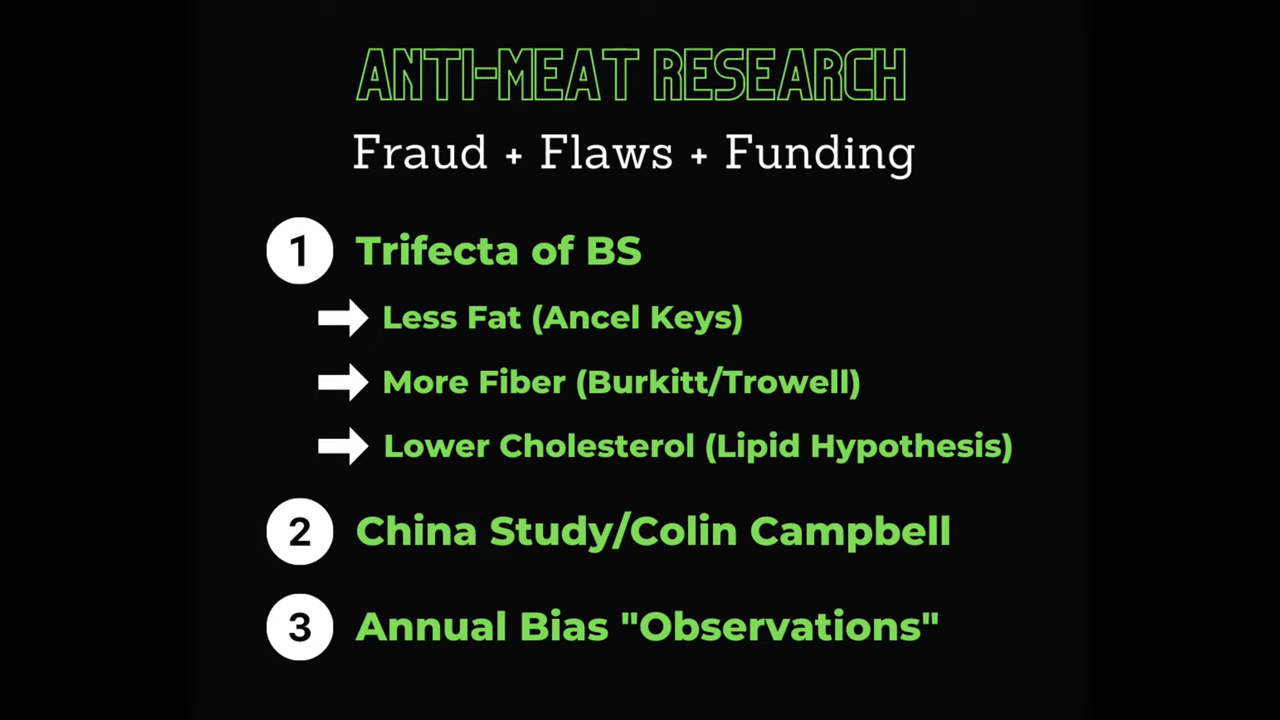 ANTI-MEAT RESEARCH
Fraud + Flaws + Funding
1 Trifecta of BS
Less Fat (Ancel Keys)
More Fiber (Burkitt/Trowell)
Lower Cholesterol (Lipid Hypothesis)
2 China Study/Colin Campbell
3 Annual Bias "Observations"